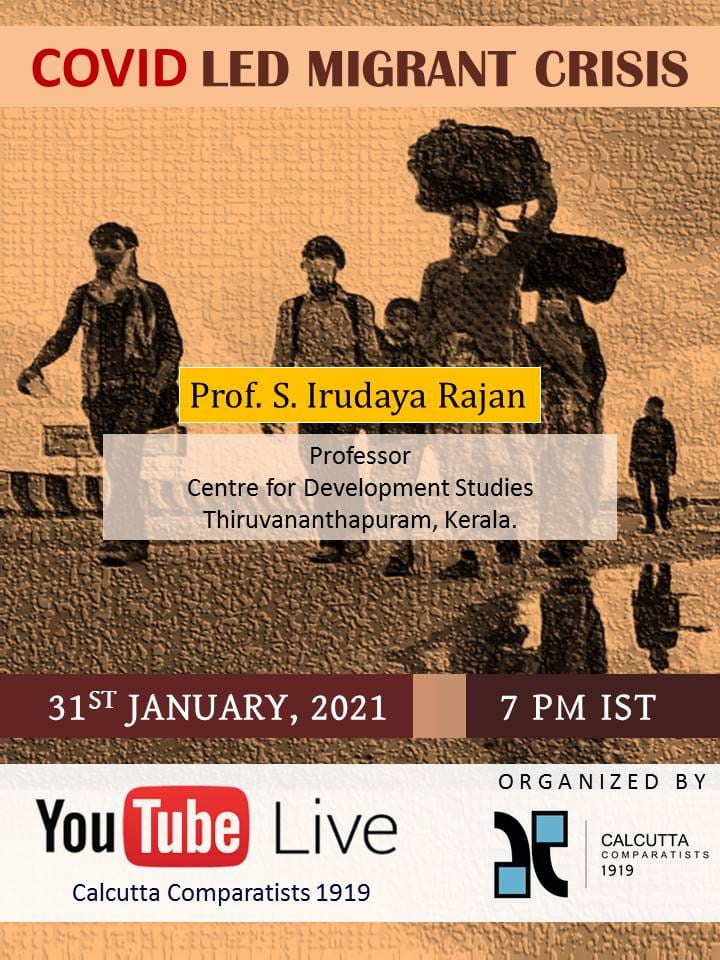 COVID LED MIGRANT CRISIS
Prof. S. Irudaya Rajan
Professor
Centre for Development Studies
Thiruvananthapuram, Kerala.
31ST JANUARY, 2021
7 PM IST
ORGANIZED BY
YouTube Live
Calcutta Comparatists 1919
CALCUTTA
COMPARATISTS
1919